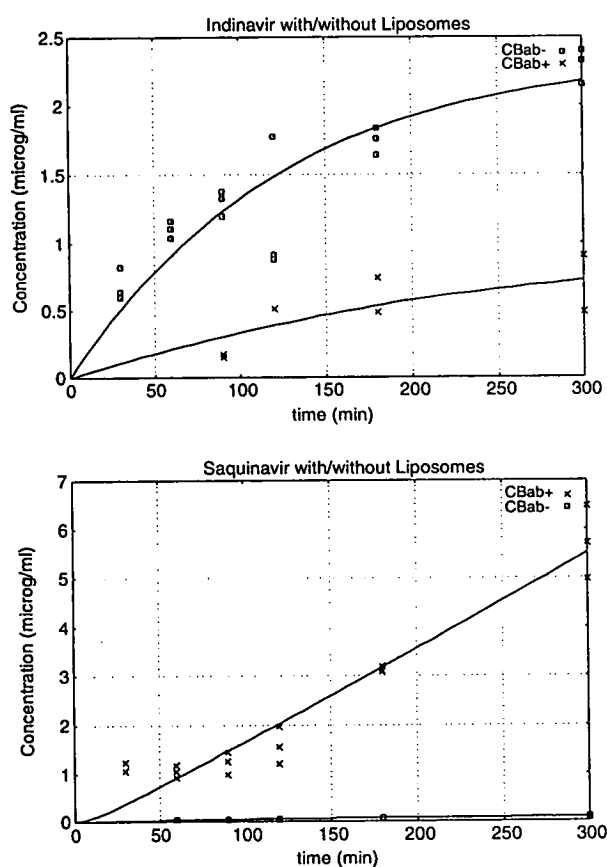 Indinavir with/without Liposomes
2.5
2
1.5
1
0.5
0
Concentration (microg/ml)
CBab-
CBab+ ×
0 50 100 150 200 250 300
time (min)
Saquinavir with/without Liposomes
7
6
5
4
3
2
1
0
Concentration (microg/ml)
CBab+ ×
CBab-
0 50 100 150 200 250 300
time (min)